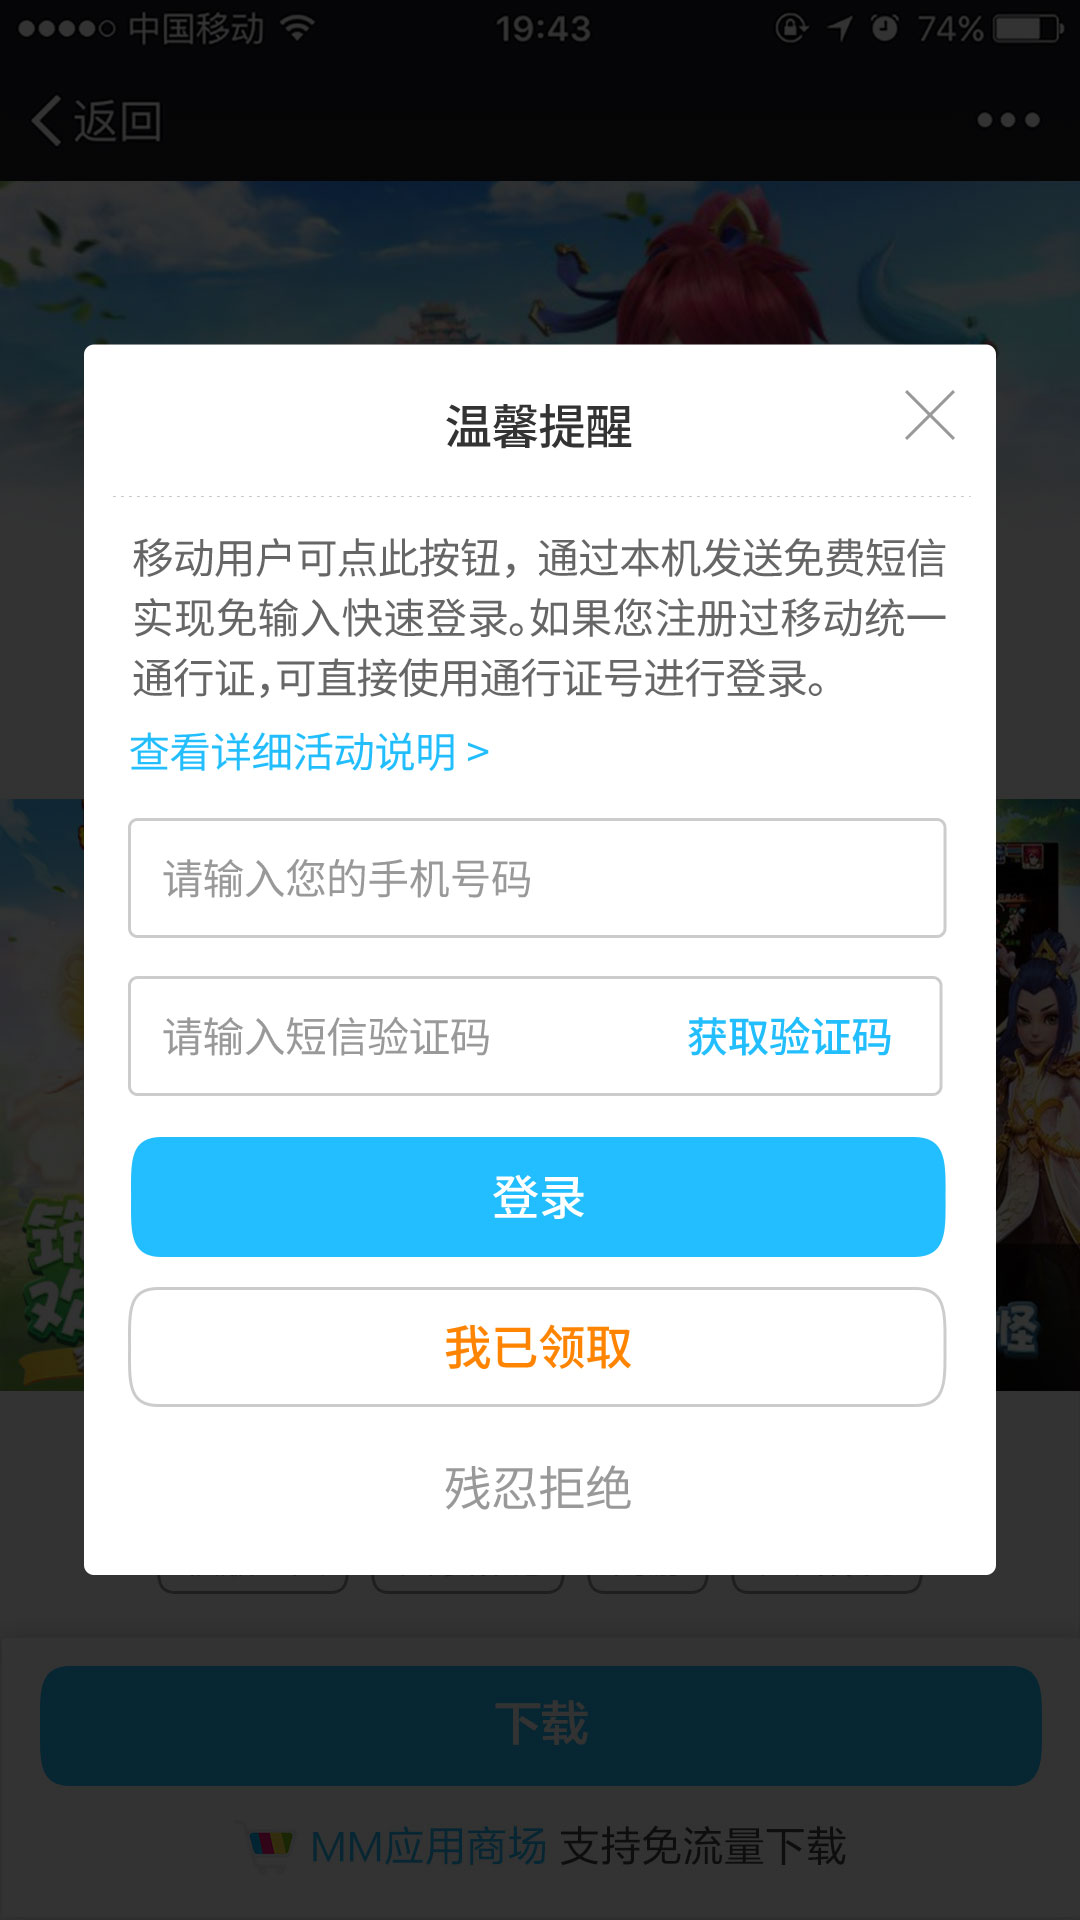 中国移动
19:43
74%
返回
温馨提醒
移动用户可点此按钮，通过本机发送免费短信
实现免输入快速登录。如果您注册过移动统一
通行证，可直接使用通行证号进行登录。
查看详细活动说明 >
请输入您的手机号码
请输入短信验证码
获取验证码
登录
我已领取
残忍拒绝
欢
怪
下载
MM应用商场 支持免流量下载